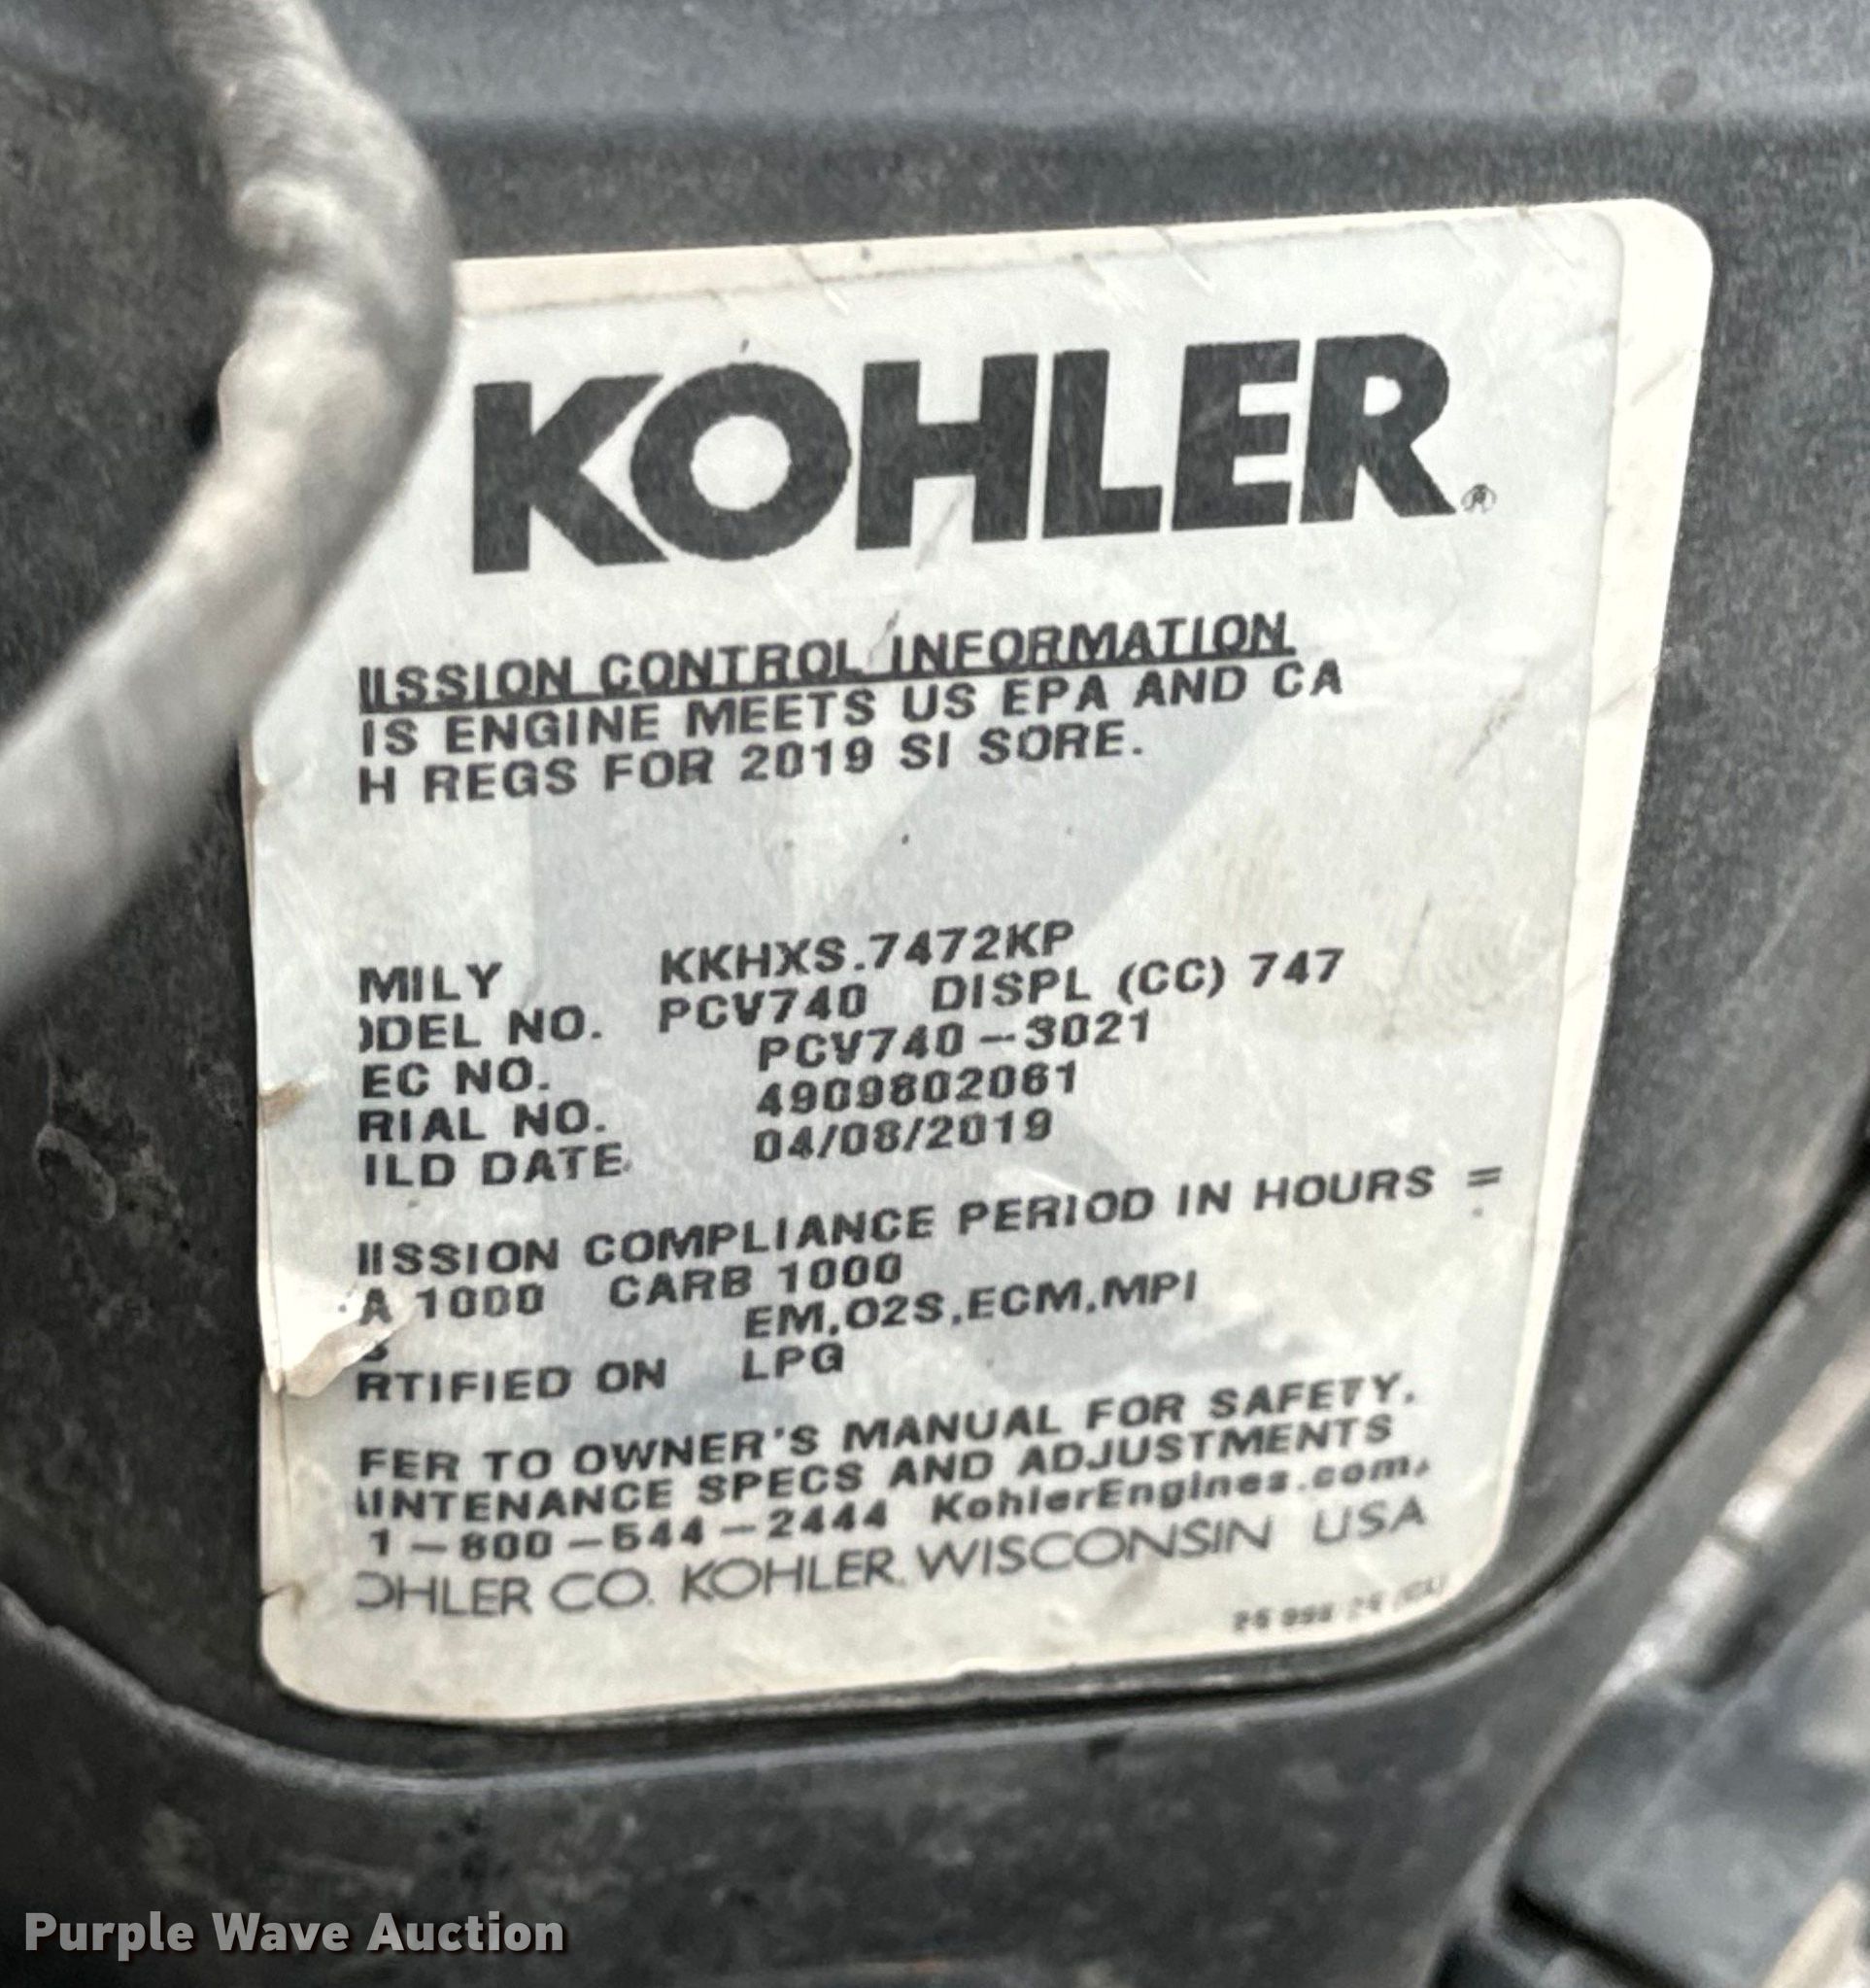 KOHLER®
IISSION CONTROL INFORMATION
IS ENGINE MEETS US EPA AND CA
H REGS FOR 2019 SI SORE.
MILY KKHXS.7472KP
ODEL NO. PCV740 DISPL (CC) 747
EC NO. PCV740-3021
RIAL NO. 4909802061
ILD DATE 04/08/2019
IISSION COMPLIANCE PERIOD IN HOURS =
A 1000 CARB 1000
S EM,O2S,ECM,MPI
RTIFIED ON LPG
FER TO OWNER'S MANUAL FOR SAFETY,
INTENANCE SPECS AND ADJUSTMENTS
1-800-544-2444 KohlerEngines.com.
OHLER CO. KOHLER, WISCONSIN USA
Purple Wave Auction